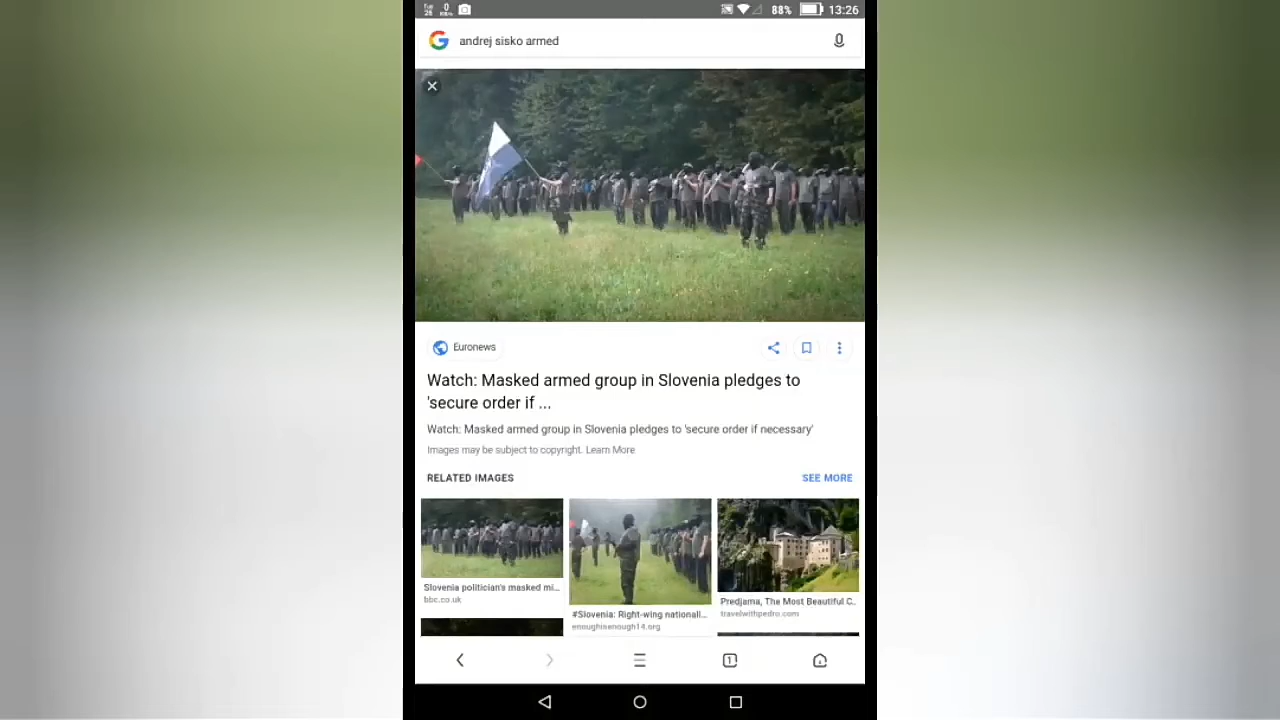 88% 13:26
andrej sisko armed
Euronews
Watch: Masked armed group in Slovenia pledges to
'secure order if ...
Watch: Masked armed group in Slovenia pledges to 'secure order if necessary'
Images may be subject to copyright. Learn More
RELATED IMAGES SEE MORE
Slovenia politician's masked mi...
bbc.co.uk
#Slovenia: Right-wing nationali...
enoughisenough14.org
Predjama, The Most Beautiful C...
travelwithpedro.com
1